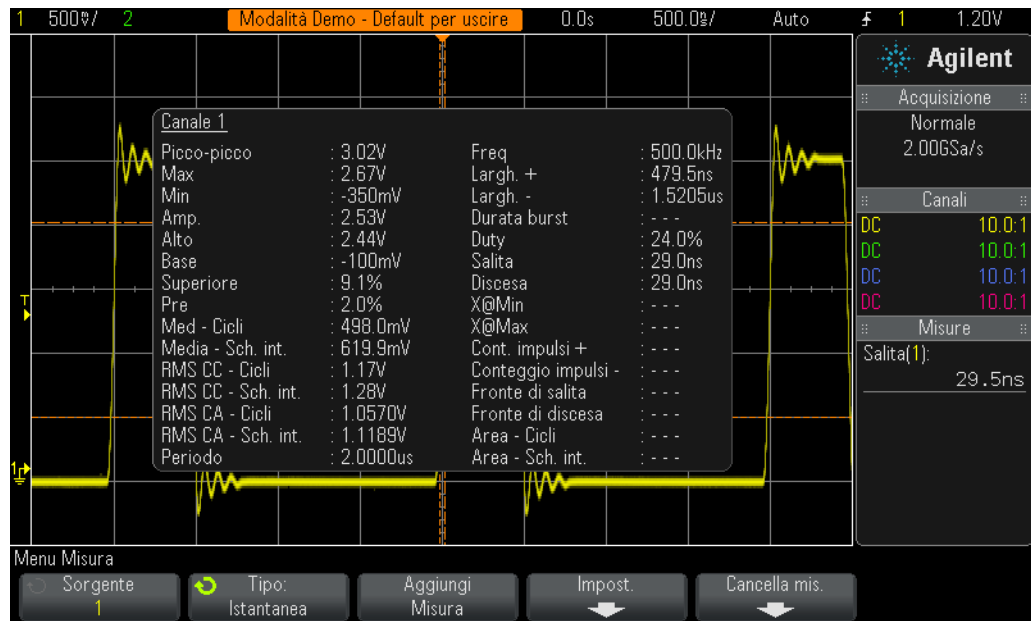 1 500▽/ 2 Modalità Demo - Default per uscire 0.0s 500.0▽/ Auto 1 1.20V
Agilent
Acquisizione
Normale
2.00GSa/s
Canali
DC 10.0:1
DC 10.0:1
DC 10.0:1
DC 10.0:1
Misure
Salita(1):
29.5ns
Canale 1
Picco-picco : 3.02V
Max : 2.67V
Min : -350mV
Amp. : 2.53V
Alto : 2.44V
Base : -100mV
Superiore : 9.1%
Pre : 2.0%
Med - Cicli : 498.0mV
Media - Sch. int. : 619.9mV
RMS CC - Cicli : 1.17V
RMS CC - Sch. int. : 1.28V
RMS CA - Cicli : 1.0570V
RMS CA - Sch. int. : 1.1189V
Periodo : 2.0000us
Freq : 500.0kHz
Largh. + : 479.5ns
Largh. - : 1.5205us
Durata burst : - - -
Duty : 24.0%
Salita : 29.0ns
Discesa : 29.0ns
X@Min : - - -
X@Max : - - -
Cont. impulsi + : - - -
Conteggio impulsi - : - - -
Fronte di salita : - - -
Fronte di discesa : - - -
Area - Cicli : - - -
Area - Sch. int. : - - -
T
1
Menu Misura
Sorgente
1
Tipo:
Istantanea
Aggiungi
Misura
Impost.
Cancella mis.